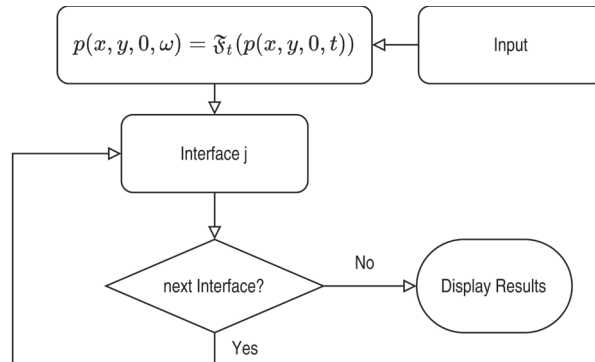 p(x, y, 0, ω) = 𝔉ₜ(p(x, y, 0, t))
Input
Interface j
next Interface?
No
Display Results
Yes